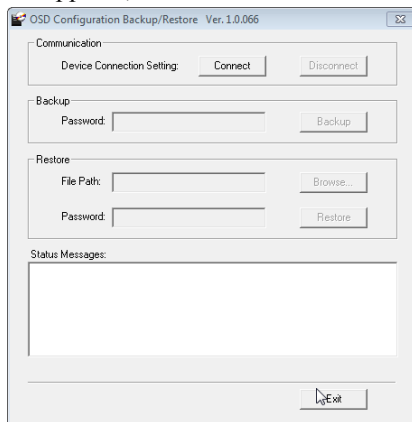 OSD Configuration Backup/Restore Ver. 1.0.066
Communication
Device Connection Setting: Connect Disconnect
Backup
Password: Backup
Restore
File Path: Browse...
Password: Restore
Status Messages:
Exit